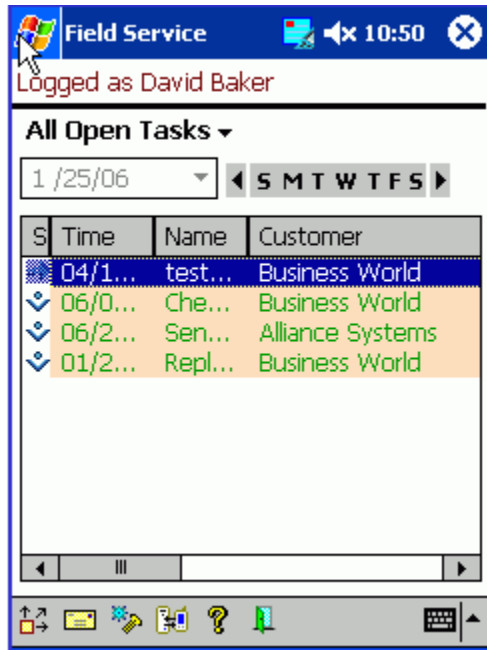 Field Service 10:50
Logged as David Baker
All Open Tasks
1 /25/06 S M T W T F S
S Time Name Customer
04/1... test... Business World
06/0... Che... Business World
06/2... Sen... Alliance Systems
01/2... Repl... Business World